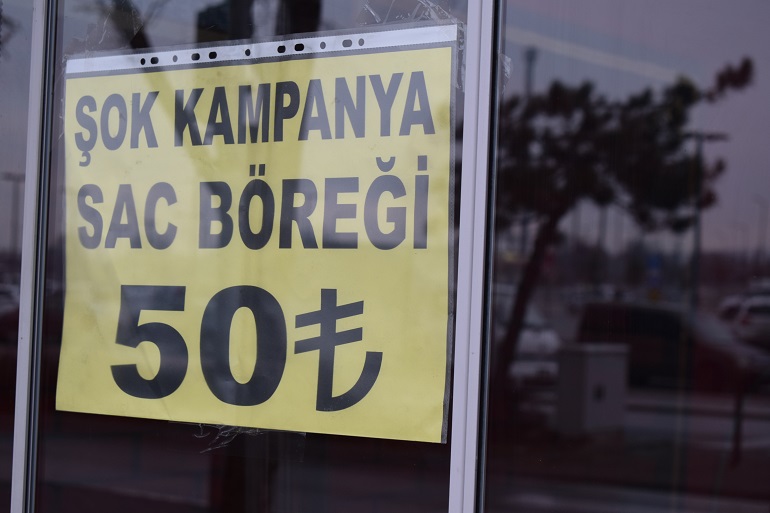 ŞOK KAMPANYA
SAC BÖREĞİ
50₺